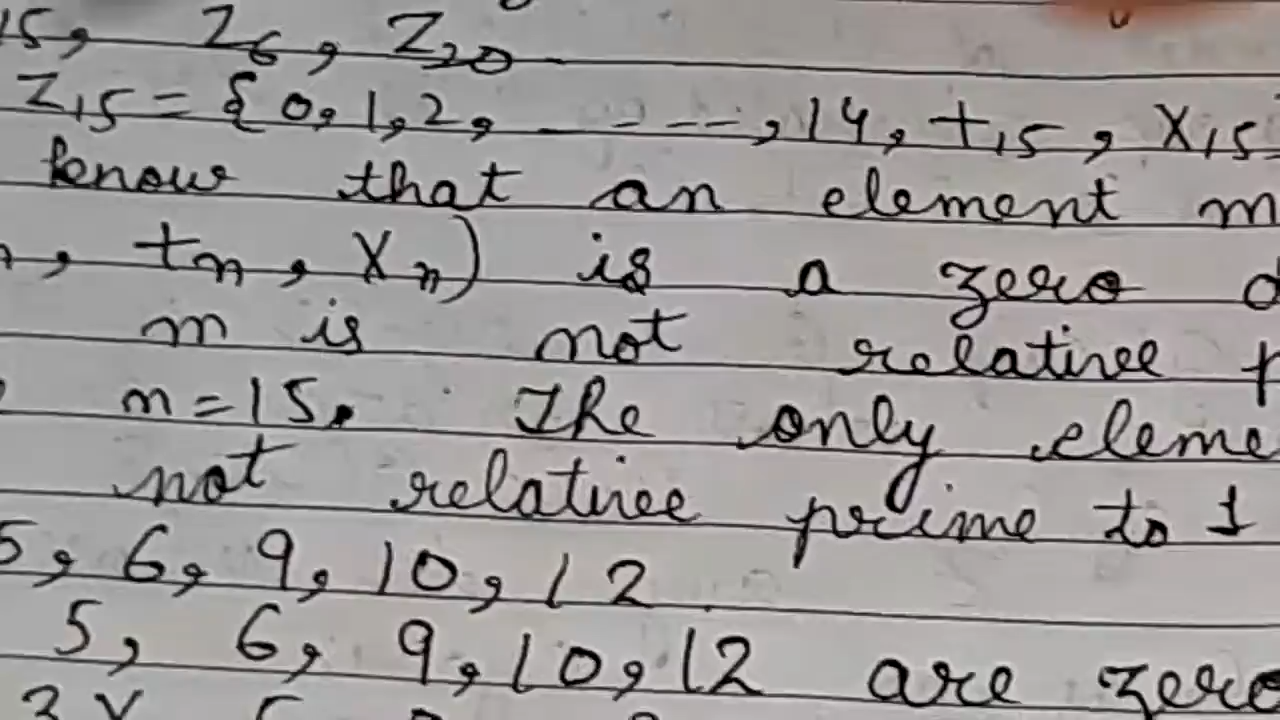 15, Z6, Z20
Z15 = {0, 1, 2, -----, 14, +15, X15
know that an element m
, +n, Xn) is a zero
m is not relative
n=15. The only eleme
not relative prime to 1
5, 6, 9, 10, 12
5, 6, 9, 10, 12 are zero